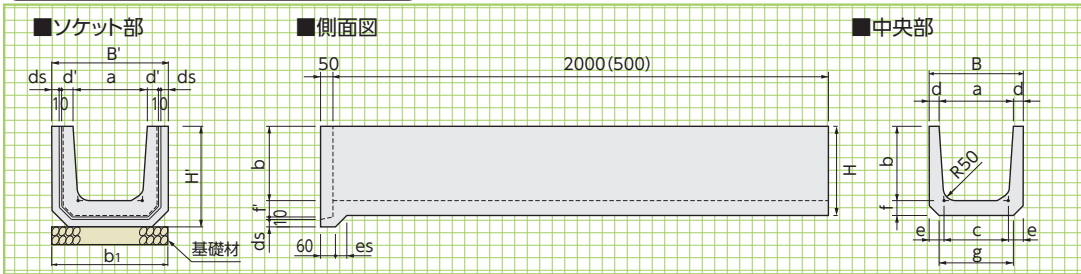 ■ソケット部
B'
ds d' a d' ds
10 10
H'
b1
基礎材
■側面図
50 2000(500)
b
f'
10
ds
60 es
H
■中央部
B
d a d
b
R50
f
e c e
g